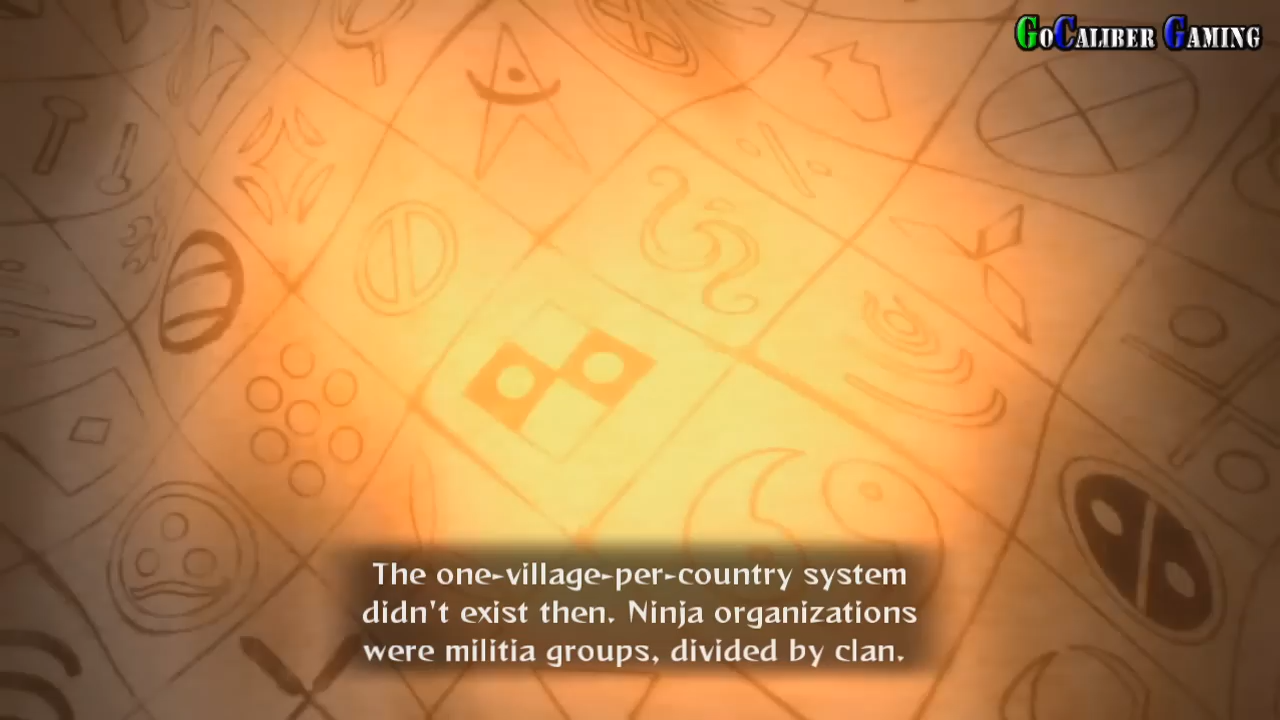 GoCaliber Gaming
The one-village-per-country system
didn't exist then. Ninja organizations
were militia groups, divided by clan.